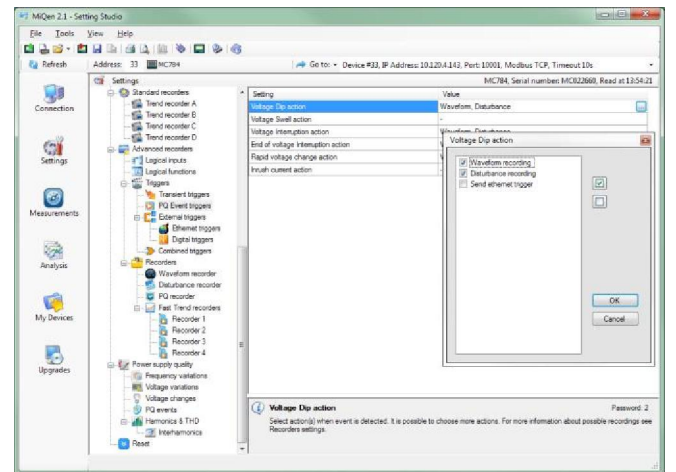 MiQen 2.1 - Setting Studio
File Tools View Help
Refresh Address: 33 MC784 Go to: Device #33, IP Address: 10.120.4.143, Port: 10001, Modbus TCP, Timeout 10s
Settings MC784, Serial number: MC022660, Read at 13:54:21
Connection
Settings
Measurements
Analysis
My Devices
Upgrades
Standard recorders
Trend recorder A
Trend recorder B
Trend recorder C
Trend recorder D
Advanced recorders
Logical inputs
Logical functions
Triggers
Transient triggers
PQ Event triggers
External triggers
Ethernet triggers
Digital triggers
Combined triggers
Recorders
Waveform recorder
Disturbance recorder
PQ recorder
Fast Trend recorders
Recorder 1
Recorder 2
Recorder 3
Recorder 4
Power supply quality
Frequency variations
Voltage variations
Voltage changes
PQ events
Harmonics & THD
Interharmonics
Reset
Setting Value
Voltage Dip action Waveform, Disturbance
Voltage Swell action -
Voltage interruption action
End of voltage interruption action
Rapid voltage change action
Inrush current action
Voltage Dip action
Waveform recording
Disturbance recording
Send ethernet trigger
OK
Cancel
Voltage Dip action Password: 2
Select action(s) when event is detected. It is possible to choose more actions. For more information about possible recordings see
Recorders settings.